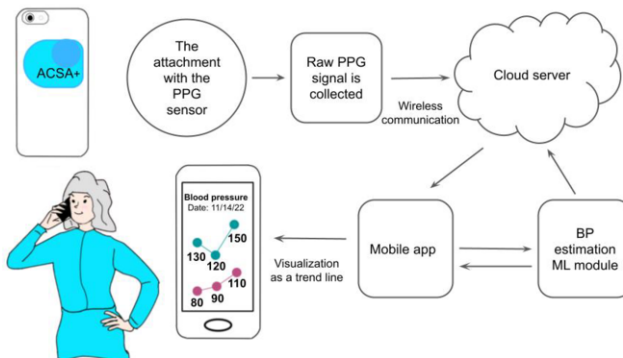 ACSA+
The
attachment
with the
PPG
sensor
Raw PPG
signal is
collected
Wireless
communication
Cloud server
Blood pressure
Date: 11/14/22
150
130
120
110
90
80
Visualization
as a trend line
Mobile app
BP
estimation
ML module